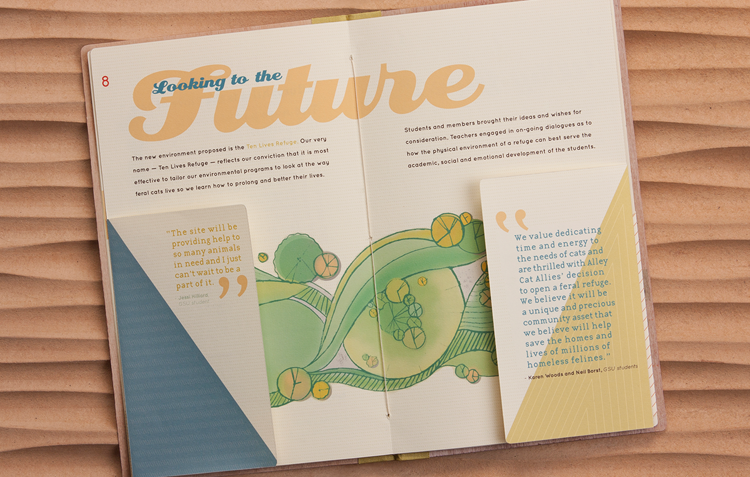 8
Looking to the
Future
The new environment proposed is the Ten Lives Refuge. Our very
name — Ten Lives Refuge — reflects our conviction that it is most
effective to tailor our environmental programs to look at the way
feral cats live so we learn how to prolong and better their lives.
Students and members brought their ideas and wishes for
consideration. Teachers engaged in on-going dialogues as to
how the physical environment of a refuge can best serve the
academic, social and emotional development of the students.
"The site will be
providing help to
so many animals
in need and I just
can't wait to be a
part of it.
”
GSU student
“
We value dedicating
time and energy to
the needs of cats and
are thrilled with Alley
Cat Allies' decision
to open a feral refuge.
We believe it will be
a unique and precious
community asset that
we believe will help
save the homes and
lives of millions of
homeless felines."
- Karen Woods and Neil Borst, GSU students